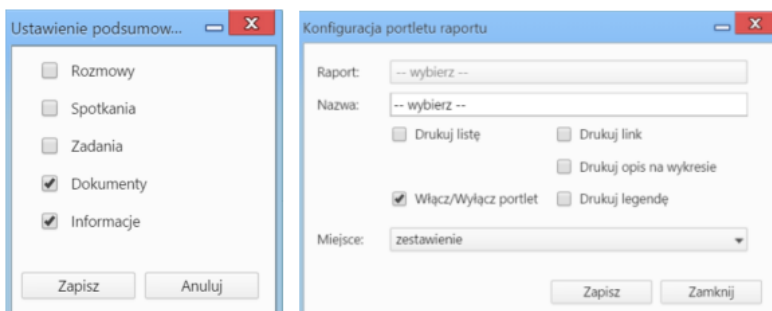 Ustawienie podsumow...
Rozmowy
Spotkania
Zadania
Dokumenty
Informacje
Zapisz Anuluj
Konfiguracja portletu raportu
Raport: -- wybierz --
Nazwa: -- wybierz --
Drukuj listę Drukuj link
Drukuj opis na wykresie
Włącz/Wyłącz portlet Drukuj legendę
Miejsce: zestawienie
Zapisz Zamknij